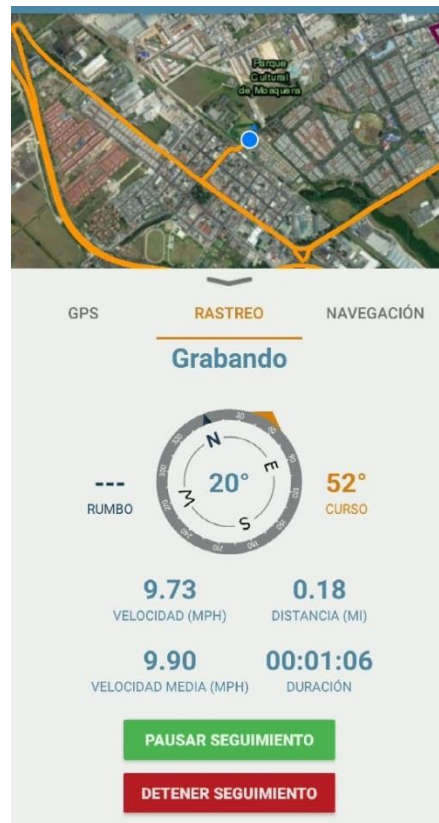 Parque
Cultural
de Mosquera
GPS
RASTREO
NAVEGACIÓN
Grabando
N
E
S
W
20°
---
RUMBO
52°
CURSO
9.73
VELOCIDAD (MPH)
0.18
DISTANCIA (MI)
9.90
VELOCIDAD MEDIA (MPH)
00:01:06
DURACIÓN
PAUSAR SEGUIMIENTO
DETENER SEGUIMIENTO